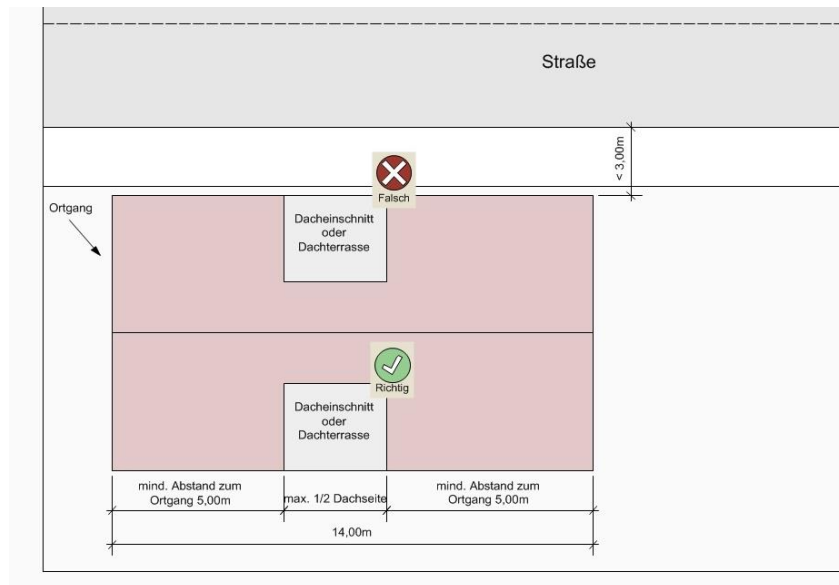 Straße
< 3,00m
Falsch
Ortgang
Dacheinschnitt
oder
Dachterrasse
Richtig
Dacheinschnitt
oder
Dachterrasse
mind. Abstand zum
Ortgang 5,00m
max. 1/2 Dachseite
mind. Abstand zum
Ortgang 5,00m
14,00m